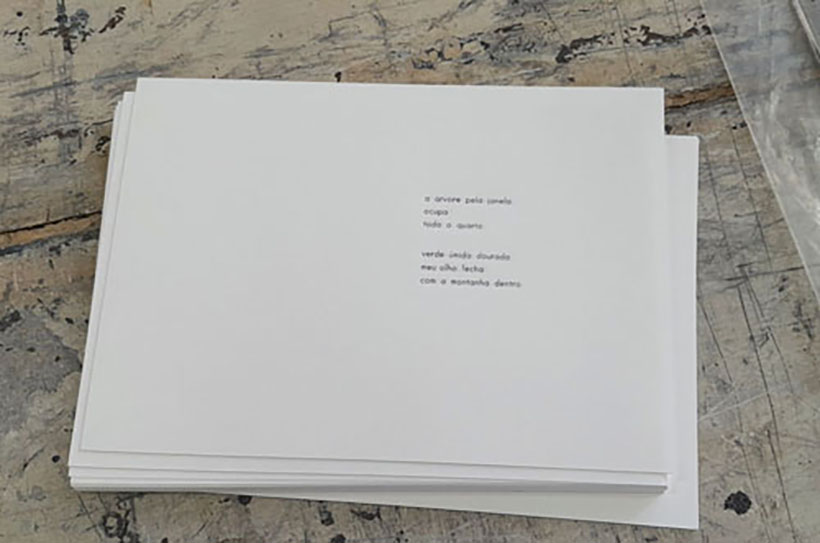 a árvore pela janela
ocupa
todo o quarto
verde úmido dourado
meu olho fecha
com a montanha dentro